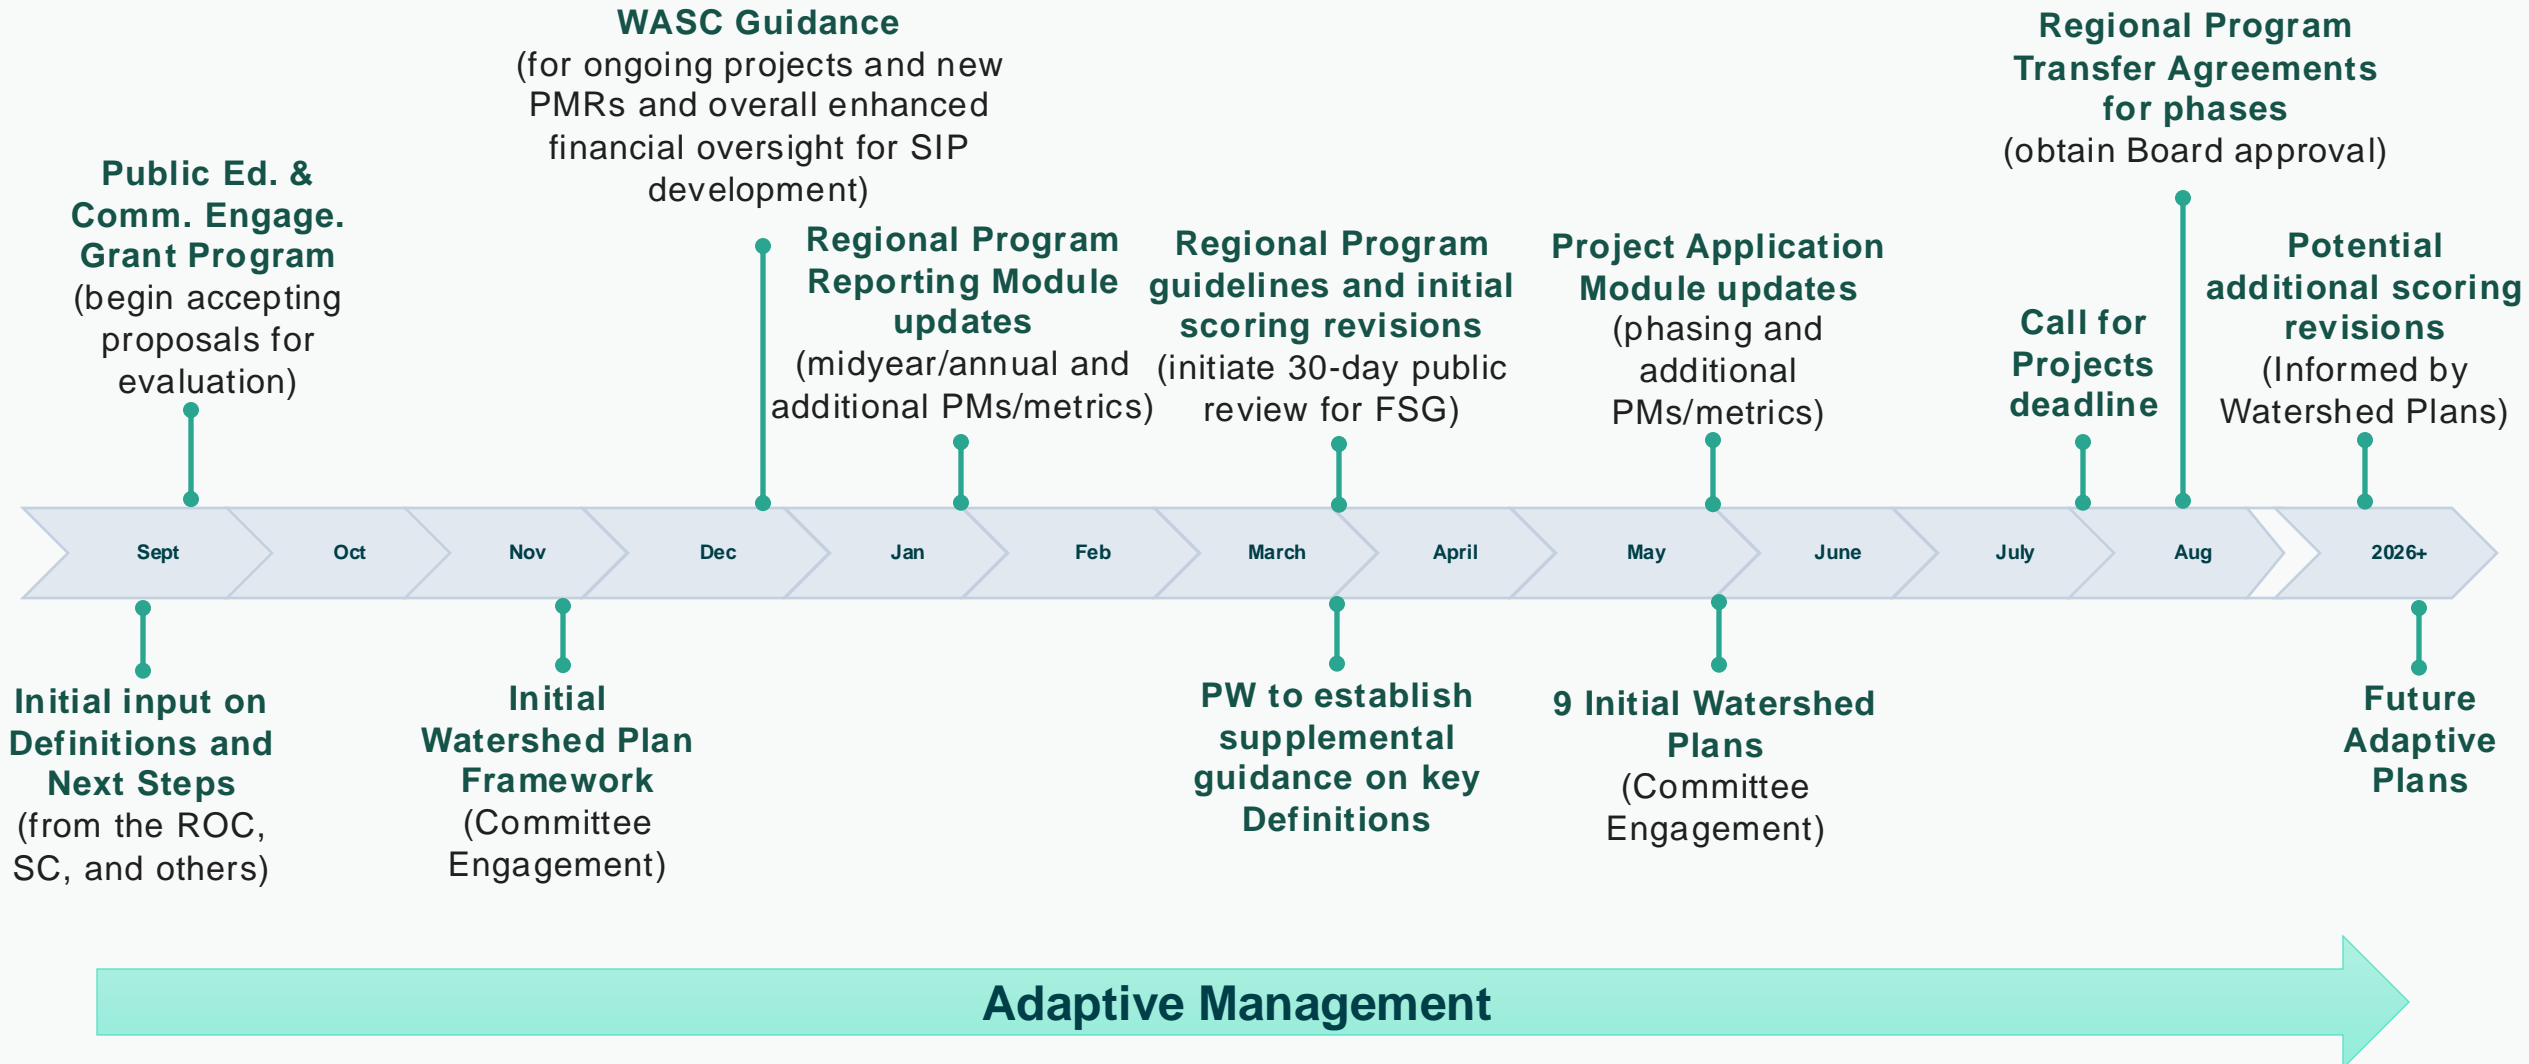 WASC Guidance
(for ongoing projects and new
PMRs and overall enhanced
financial oversight for SIP
development)
Regional Program
Transfer Agreements
for phases
(obtain Board approval)
Public Ed. &
Comm. Engage.
Grant Program
(begin accepting
proposals for
evaluation)
Regional Program
Reporting Module
updates
(midyear/annual and
additional PMs/metrics)
Regional Program
guidelines and initial
scoring revisions
(initiate 30-day public
review for FSG)
Project Application
Module updates
(phasing and
additional
PMs/metrics)
Call for
Projects
deadline
Potential
additional scoring
revisions
(Informed by
Watershed Plans)
Sept
Oct
Nov
Dec
Jan
Feb
March
April
May
June
July
Aug
2026+
Initial input on
Definitions and
Next Steps
(from the ROC,
SC, and others)
Initial
Watershed Plan
Framework
(Committee
Engagement)
PW to establish
supplemental
guidance on key
Definitions
9 Initial Watershed
Plans
(Committee
Engagement)
Future
Adaptive
Plans
Adaptive Management